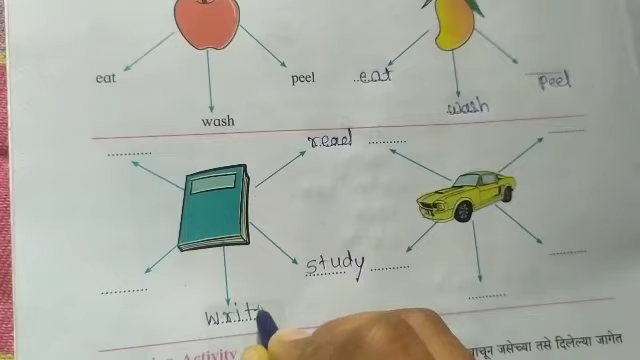 eat
peel
wash
eat
wash
peel
read
study
writ
Activity
वाचून जसेच्या तसे दिलेल्या जागेत